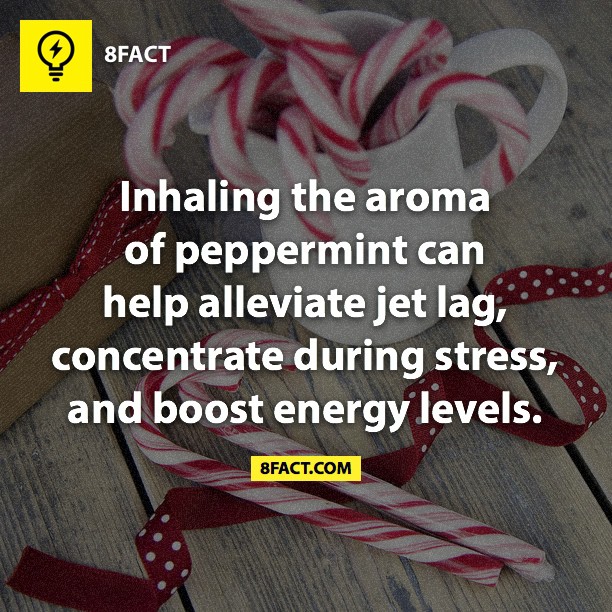 8FACT
Inhaling the aroma
of peppermint can
help alleviate jet lag,
concentrate during stress,
and boost energy levels.
8FACT.COM